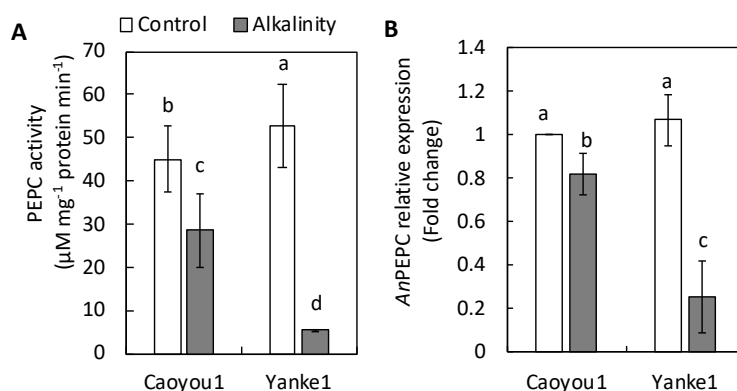 A
Control Alkalinity
PEPC activity
(μM mg⁻¹ protein min⁻¹)
70
60
50
40
30
20
10
0
b
c
a
d
Caoyou1 Yanke1
B
AnPEPC relative expression
(Fold change)
1.4
1.2
1
0.8
0.6
0.4
0.2
0
a
b
a
c
Caoyou1 Yanke1